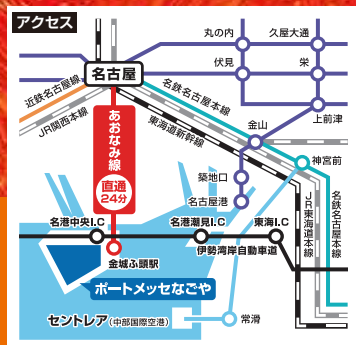 アクセス
丸の内
久屋大通
伏見
栄
名古屋
近鉄名古屋線
JR関西本線
名鉄名古屋本線
東海道新幹線
上前津
金山
神宮前
あおなみ線
直通
24分
築地口
名古屋港
JR東海道本線
名鉄名古屋本線
名港中央I.C
名港潮見I.C
東海I.C
伊勢湾岸自動車道
金城ふ頭駅
ポートメッセなごや
セントレア(中部国際空港)
常滑